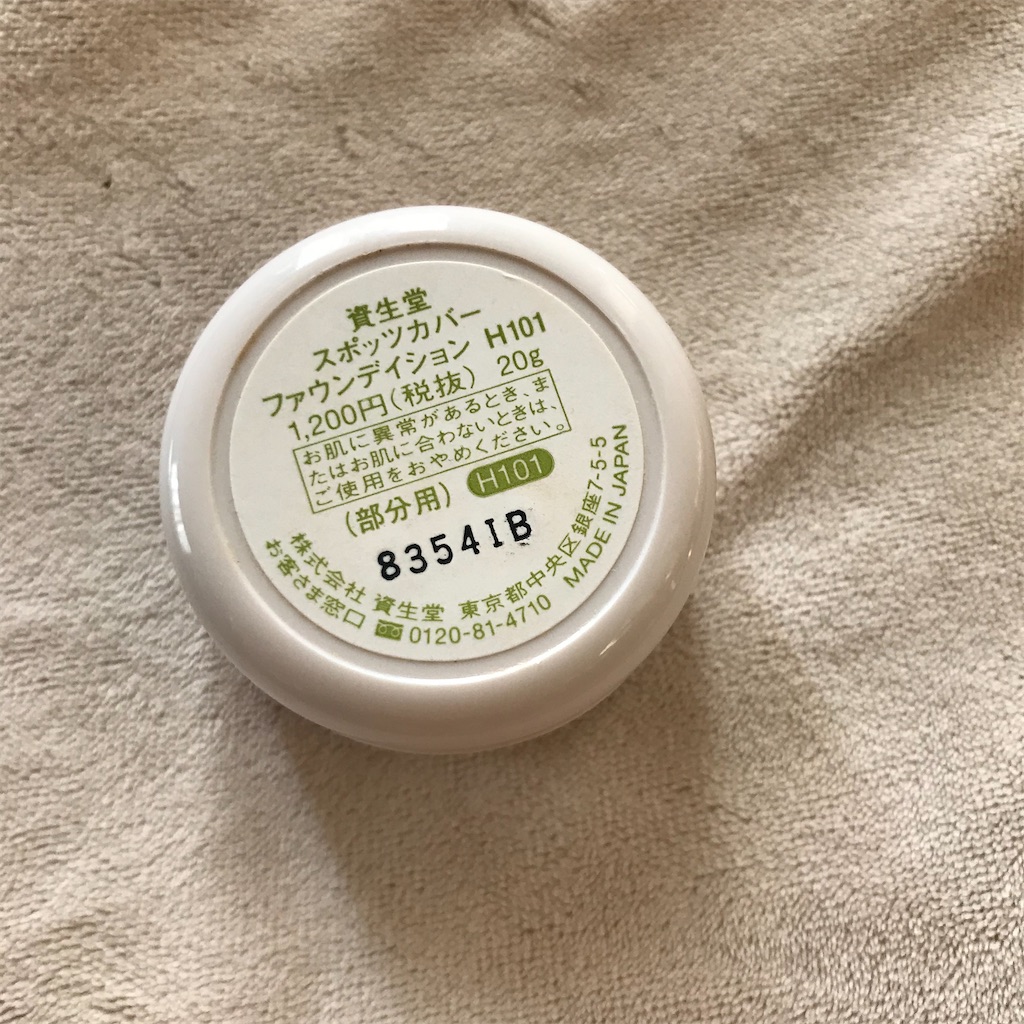 資生堂
スポッツカバー
ファウンデイション H101
1,200円(税抜) 20g
お肌に異常があるとき、ま
たはお肌に合わないときは、
ご使用をおやめください。
(部分用) H101
83541B
株式会社 資生堂 東京都中央区銀座7-5-5
お客さま窓口 0120-81-4710 MADE IN JAPAN